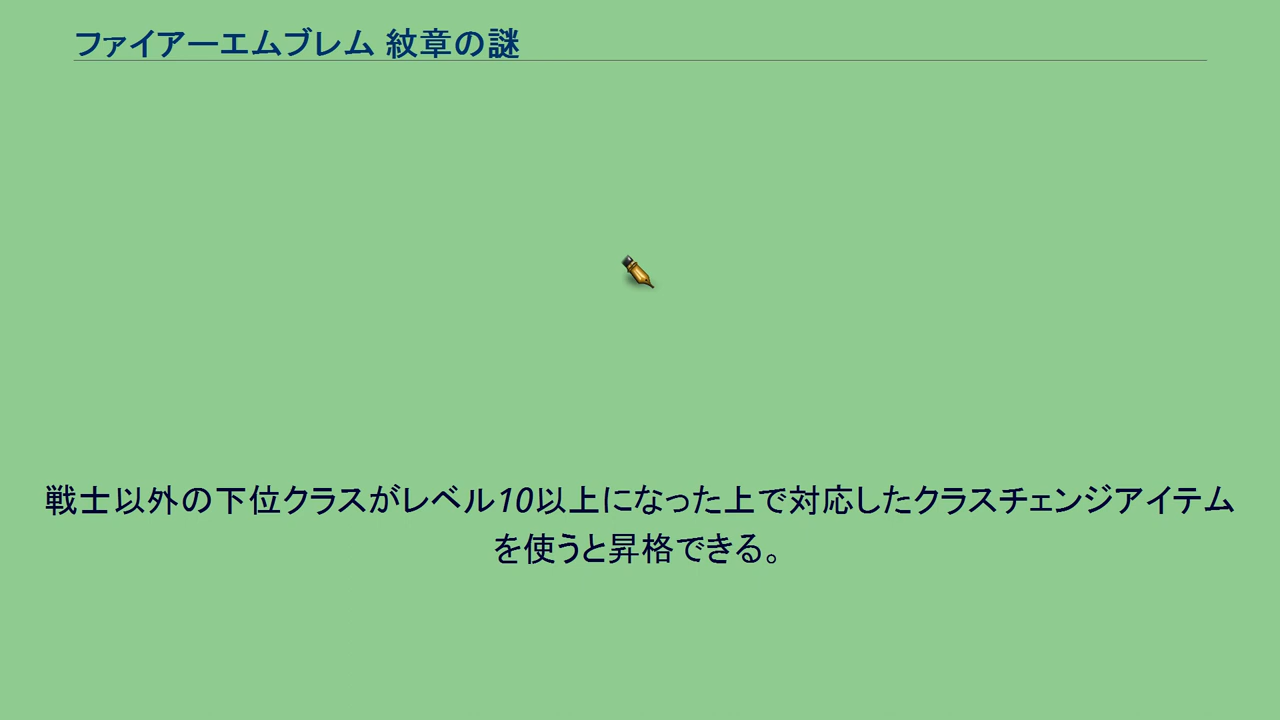 ファイアーエムブレム 紋章の謎
戦士以外の下位クラスがレベル10以上になった上で対応したクラスチェンジアイテム
を使うと昇格できる。